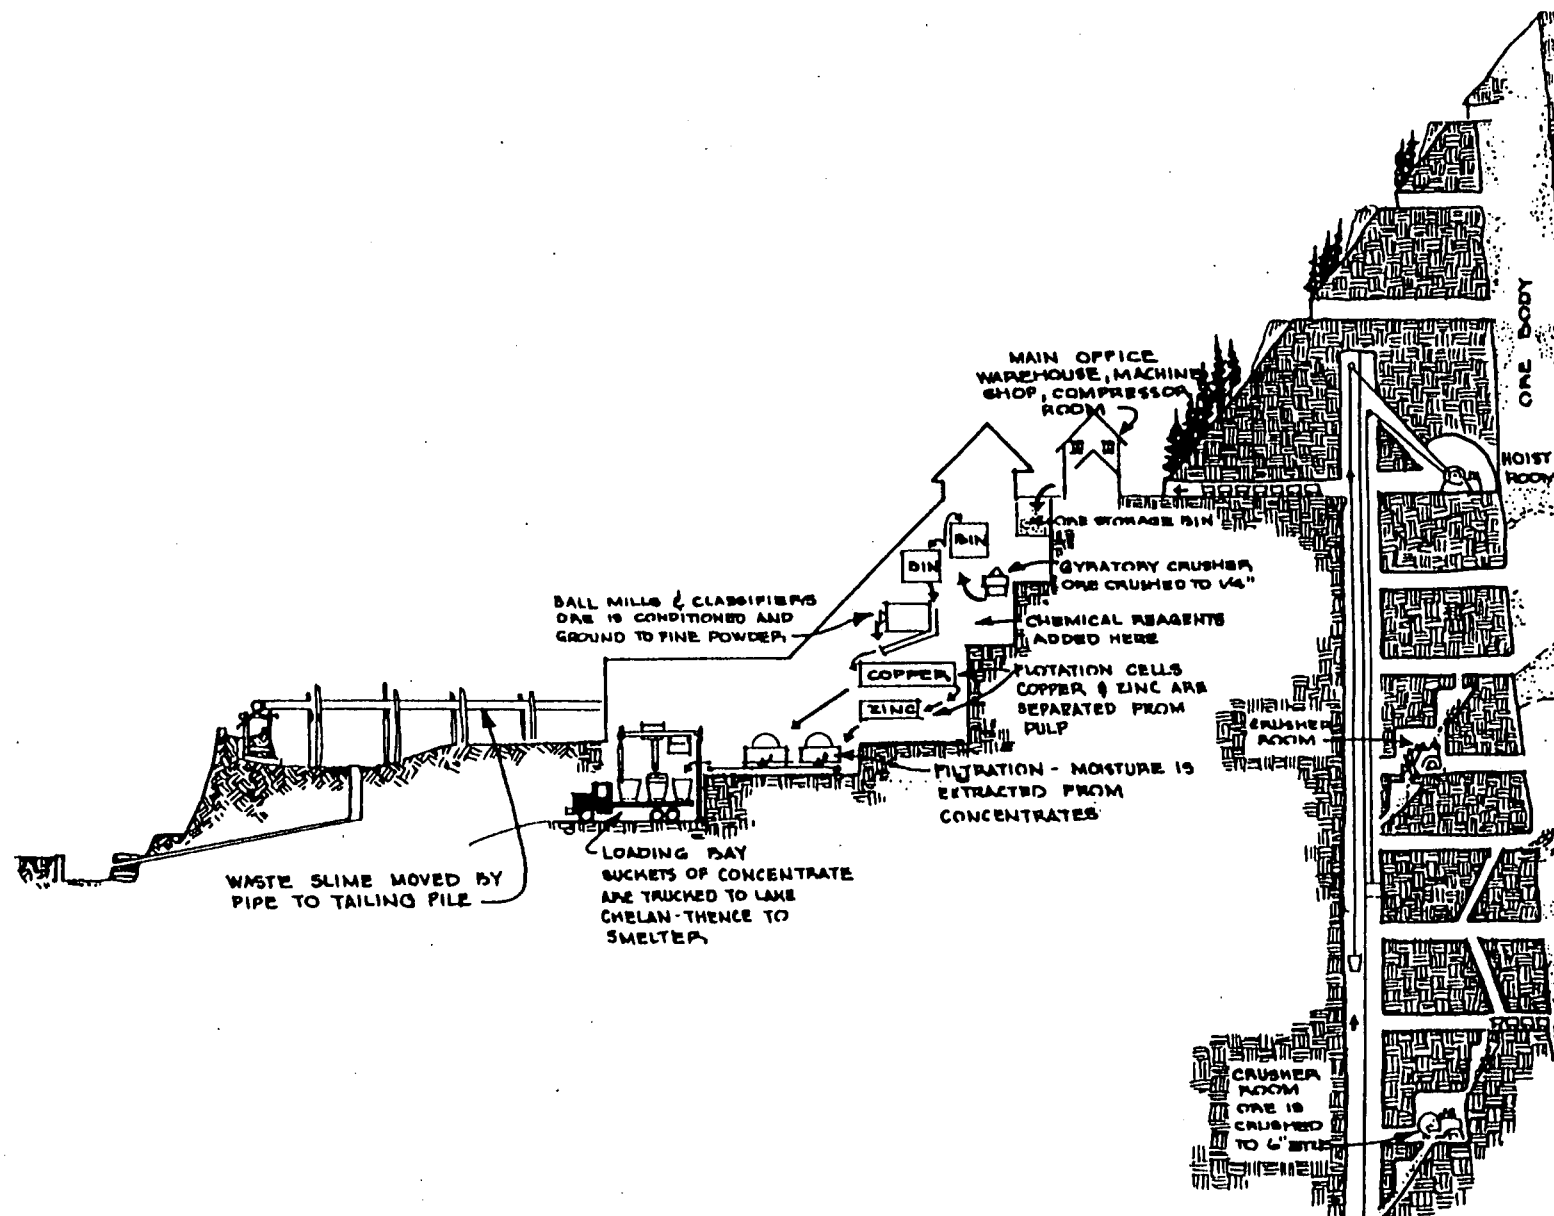 MAIN OFFICE
WAREHOUSE, MACHINE
SHOP, COMPRESSOR
ROOM
ORE BODY
HOIST
ROOM
ORE STORAGE BIN
BIN
BIN
GYRATORY CRUSHER
ORE CRUSHED TO 1/4"
BALL MILLS & CLASSIFIERS
ORE IS CONDITIONED AND
GROUND TO FINE POWDER
CHEMICAL REAGENTS
ADDED HERE
COPPER
ZINC
FLOTATION CELLS
COPPER & ZINC ARE
SEPARATED FROM
PULP
CRUSHER
ROOM
FILTRATION - MOISTURE IS
EXTRACTED FROM
CONCENTRATES
LOADING BAY
BUCKETS OF CONCENTRATE
ARE TRUCKED TO LAKE
CHELAN - THENCE TO
SMELTER
WASTE SLIME MOVED BY
PIPE TO TAILING PILE
CRUSHER
ROOM
ORE IS
CRUSHED
TO 6"